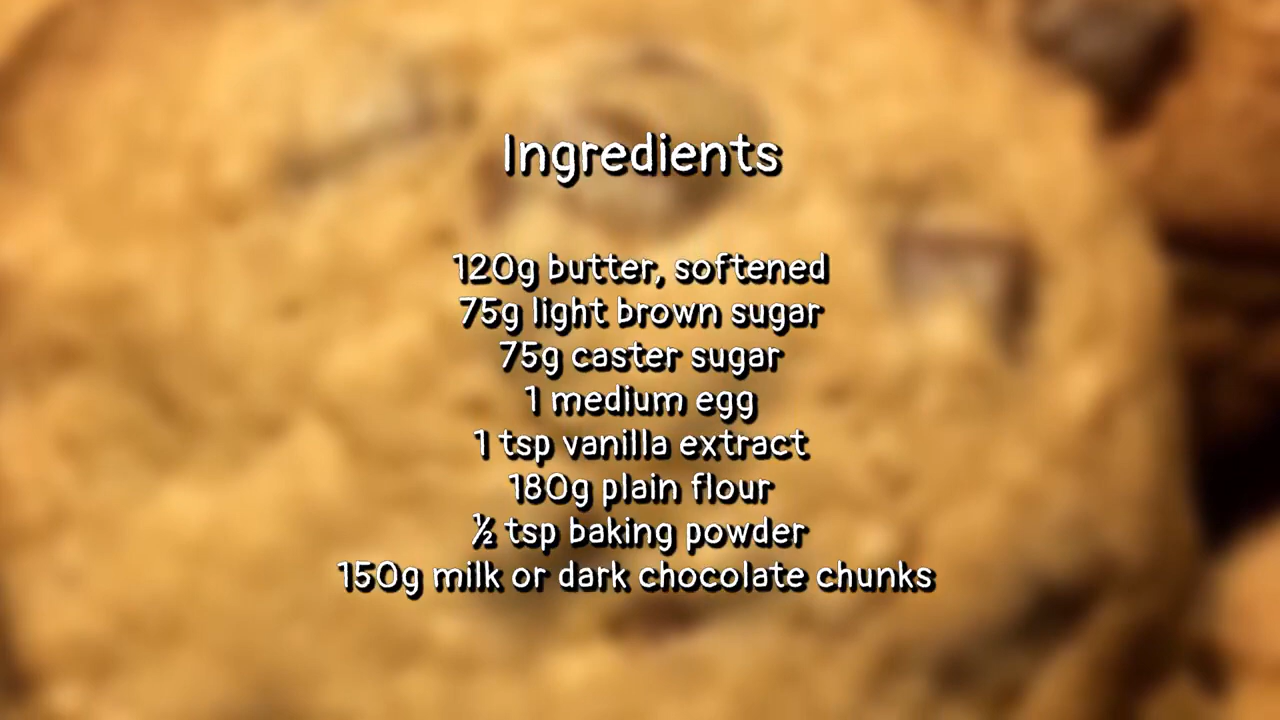 Ingredients
120g butter, softened
75g light brown sugar
75g caster sugar
1 medium egg
1 tsp vanilla extract
180g plain flour
½ tsp baking powder
150g milk or dark chocolate chunks